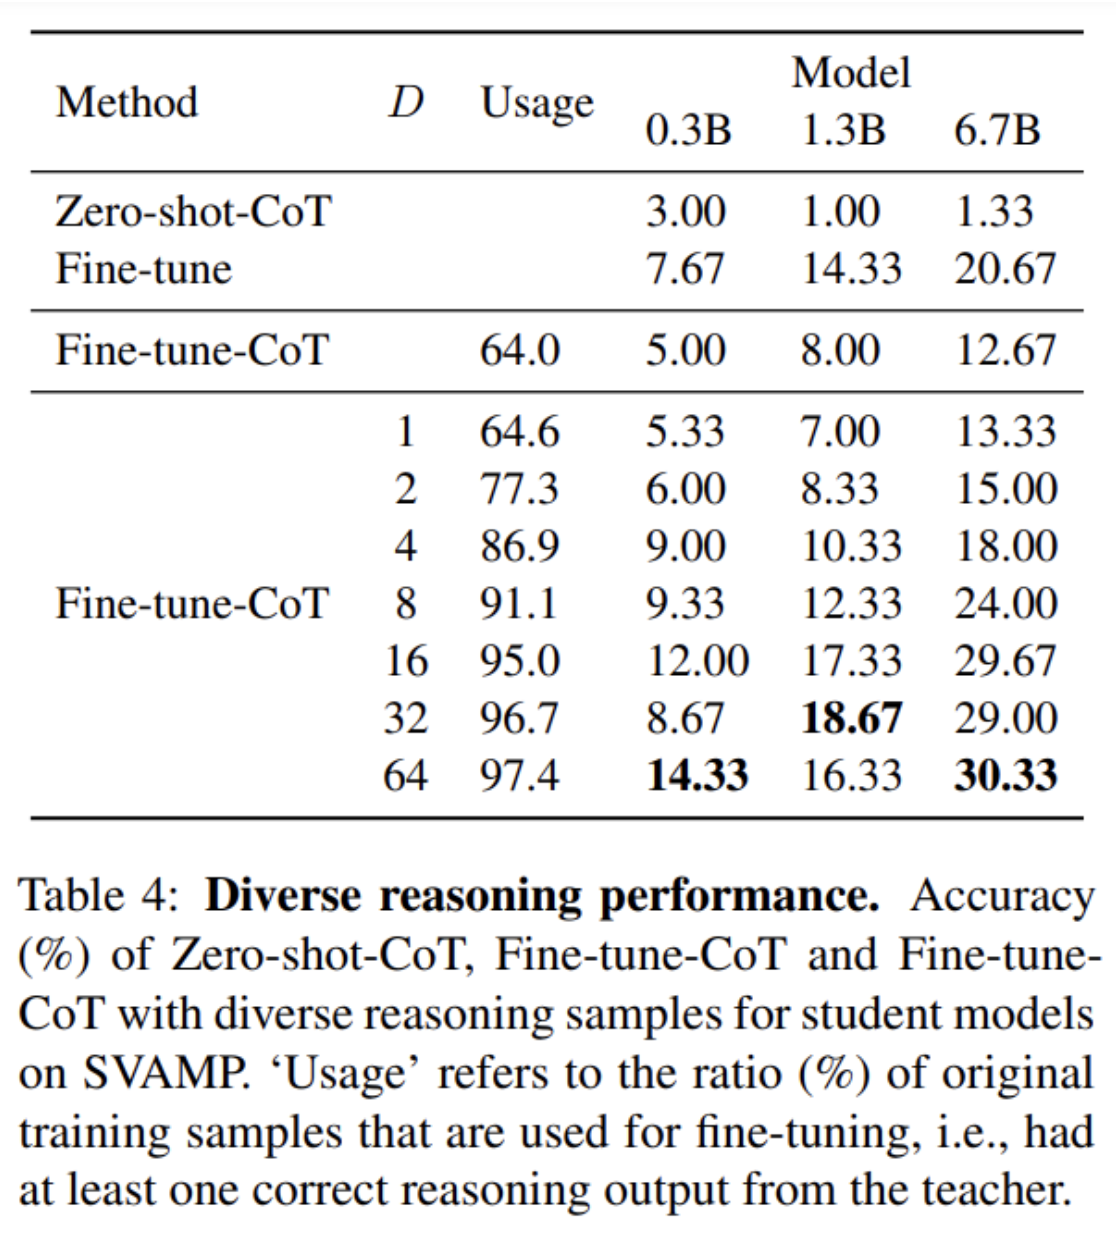 Model
Method D Usage
0.3B 1.3B 6.7B
Zero-shot-CoT 3.00 1.00 1.33
Fine-tune 7.67 14.33 20.67
Fine-tune-CoT 64.0 5.00 8.00 12.67
1 64.6 5.33 7.00 13.33
2 77.3 6.00 8.33 15.00
4 86.9 9.00 10.33 18.00
Fine-tune-CoT 8 91.1 9.33 12.33 24.00
16 95.0 12.00 17.33 29.67
32 96.7 8.67 18.67 29.00
64 97.4 14.33 16.33 30.33
Table 4: Diverse reasoning performance. Accuracy
(%) of Zero-shot-CoT, Fine-tune-CoT and Fine-tune-
CoT with diverse reasoning samples for student models
on SVAMP. ‘Usage’ refers to the ratio (%) of original
training samples that are used for fine-tuning, i.e., had
at least one correct reasoning output from the teacher.